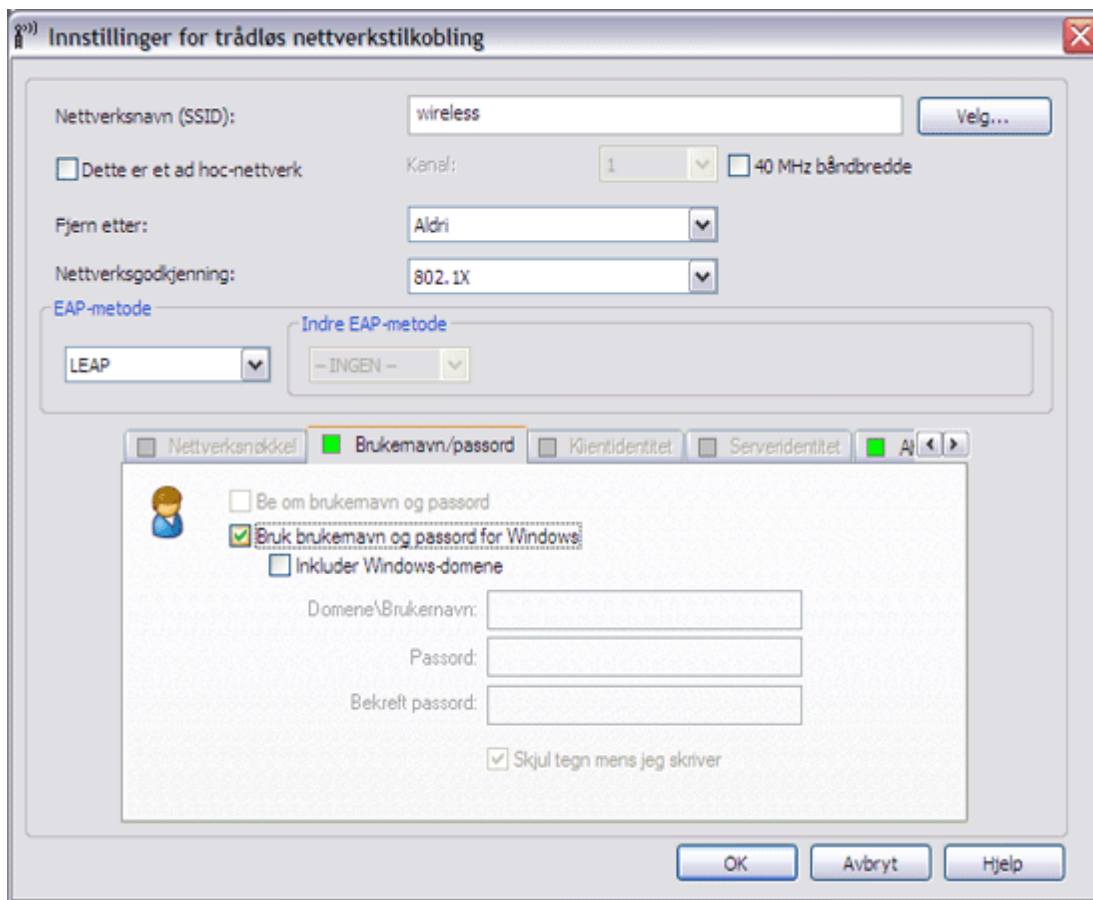 Innstillinger for trådløs nettverkstilkobling
Nettverksnavn (SSID): wireless Velg...
Dette er et ad hoc-nettverk Kanal: 1 40 MHz båndbredde
Fjern etter: Aldri
Nettverksgodkjenning: 802.1X
EAP-metode
Indre EAP-metode
LEAP – INGEN –
Nettverksnøkkel Brukernavn/passord Klientidentitet Serveridentitet
Be om brukernavn og passord
Bruk brukernavn og passord for Windows
Inkluder Windows-domene
Domene\Brukernavn:
Passord:
Bekreft passord:
Skjul tegn mens jeg skriver
OK Avbryt Hjelp